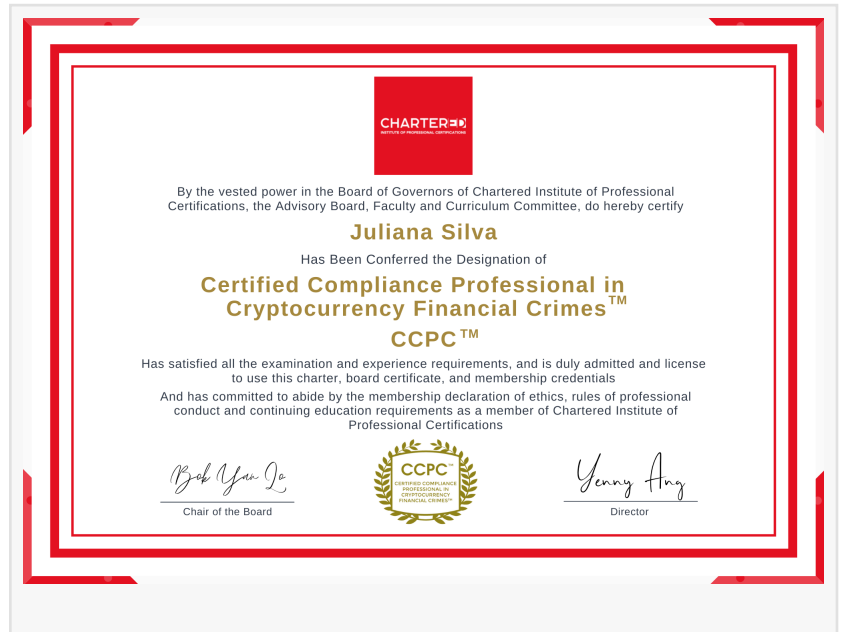 CHARTERED
INSTITUTE OF PROFESSIONAL CERTIFICATIONS
By the vested power in the Board of Governors of Chartered Institute of Professional
Certifications, the Advisory Board, Faculty and Curriculum Committee, do hereby certify
Juliana Silva
Has Been Conferred the Designation of
Certified Compliance Professional in
Cryptocurrency Financial Crimes™
CCPC™
Has satisfied all the examination and experience requirements, and is duly admitted and license
to use this charter, board certificate, and membership credentials
And has committed to abide by the membership declaration of ethics, rules of professional
conduct and continuing education requirements as a member of Chartered Institute of
Professional Certifications
Bok Yun Lo
Chair of the Board
CCPC™
CERTIFIED COMPLIANCE
PROFESSIONAL IN
CRYPTOCURRENCY
FINANCIAL CRIMES™
Yenny Ang
Director